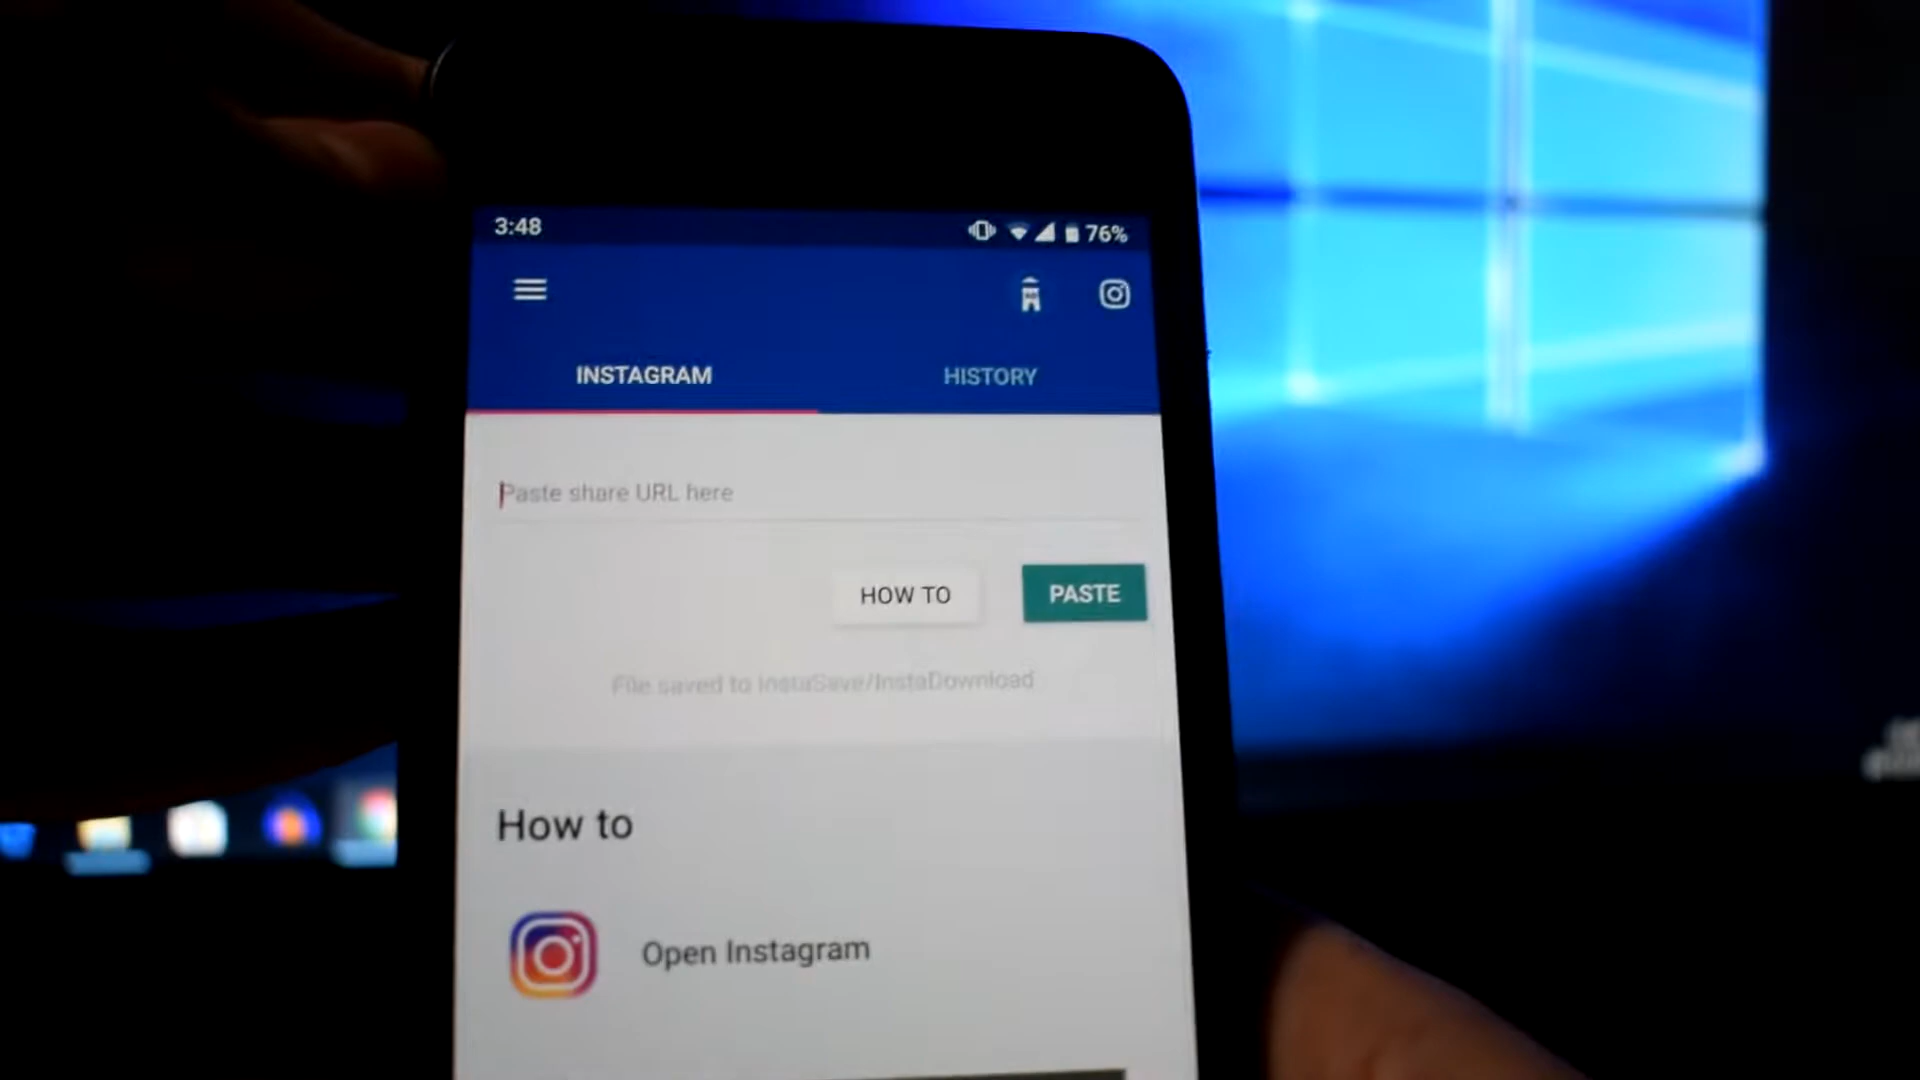 3:48
76%
INSTAGRAM HISTORY
Paste share URL here
HOW TO PASTE
File saved to InstaSave/InstaDownload
How to
Open Instagram